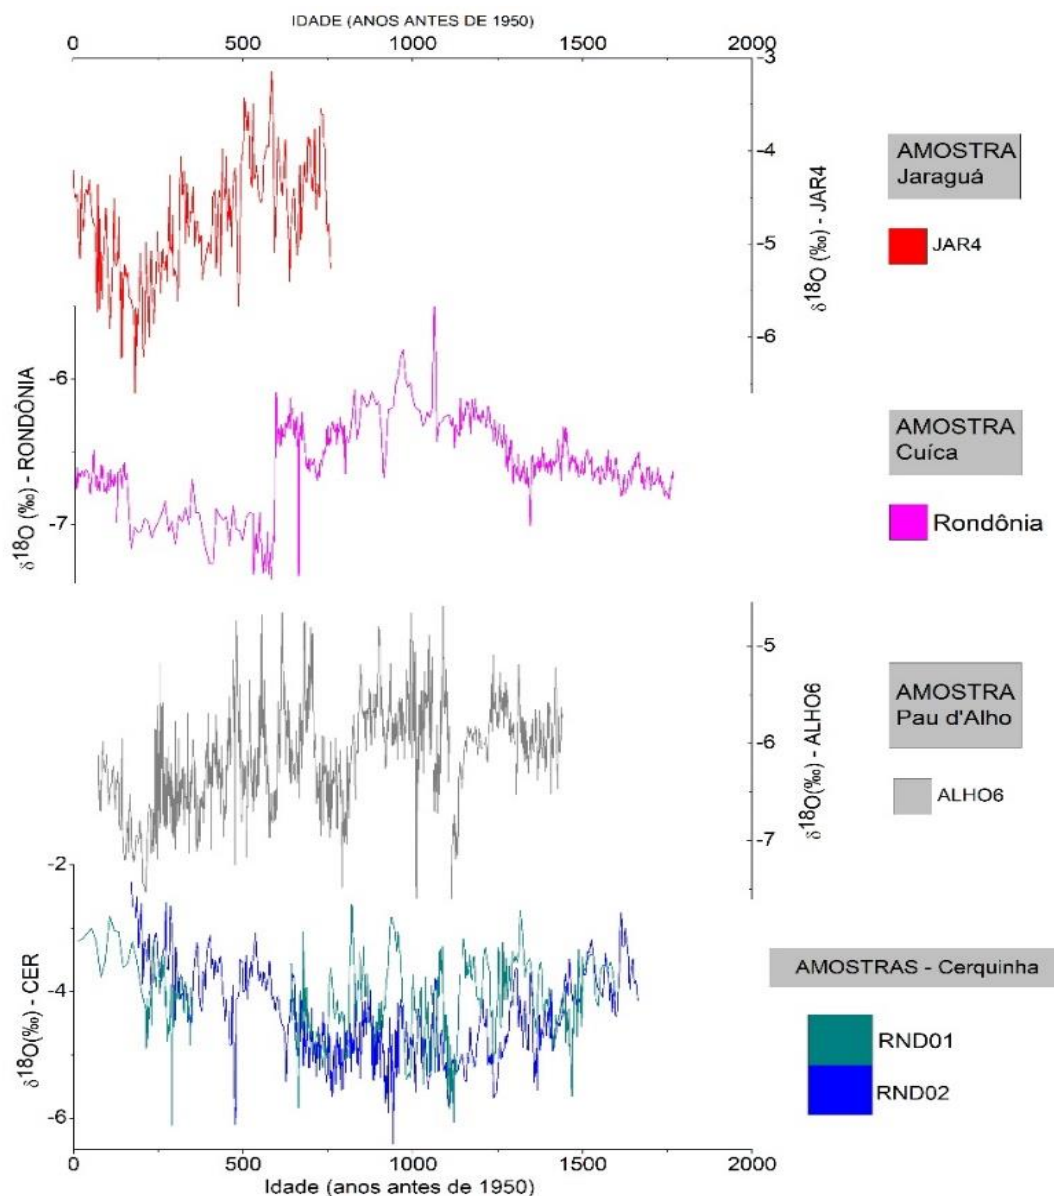 IDADE (ANOS ANTES DE 1950)
0 500 1000 1500 2000
-3
-4
-5
-6
δ18O (‰) - JAR4
AMOSTRA
Jaraguá
JAR4
-6
-7
δ18O (‰) - RONDÔNIA
AMOSTRA
Cuíca
Rondônia
-5
-6
-7
δ18O(‰) - ALHO6
AMOSTRA
Pau d'Alho
ALHO6
-2
-4
-6
δ18O(‰) - CER
AMOSTRAS - Cerquinha
RND01
RND02
0 500 1000 1500 2000
Idade (anos antes de 1950)